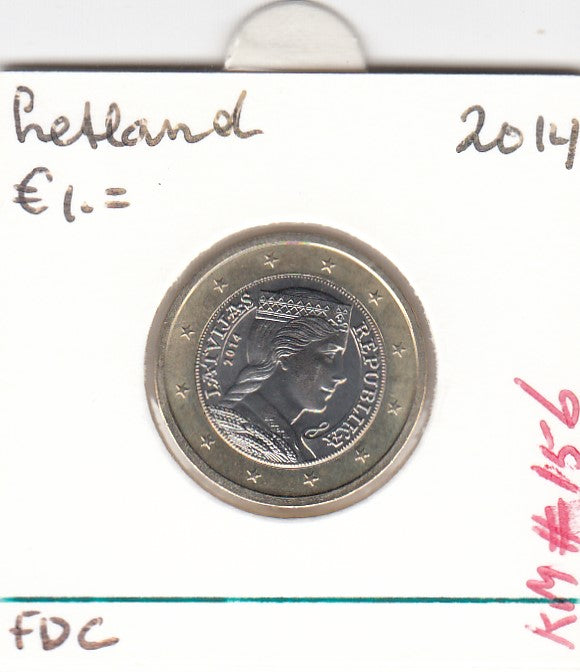 Letland 2014
€ 1.=
LATVIJAS REPUBLIKA
2014
KM#156
FDC